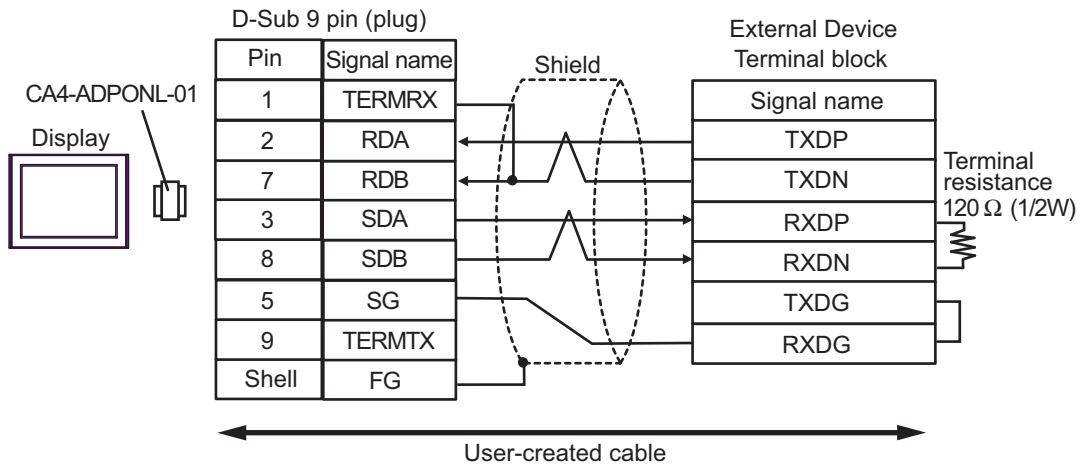 D-Sub 9 pin (plug)
External Device
Terminal block
Pin Signal name
Shield
Signal name
CA4-ADPONL-01
Display
1 TERMRX
2 RDA
7 RDB
3 SDA
8 SDB
5 SG
9 TERMTX
Shell FG
TXDP
TXDN
RXDP
RXDN
TXDG
RXDG
Terminal
resistance
120 Ω (1/2W)
User-created cable